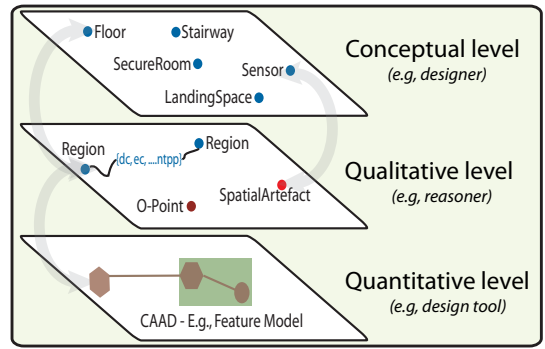 Floor
Stairway
SecureRoom
Sensor
LandingSpace
Conceptual level
(e.g, designer)
Region
{dc, ec, ....ntpp}
Region
O-Point
SpatialArtefact
Qualitative level
(e.g, reasoner)
CAAD - E.g., Feature Model
Quantitative level
(e.g, design tool)